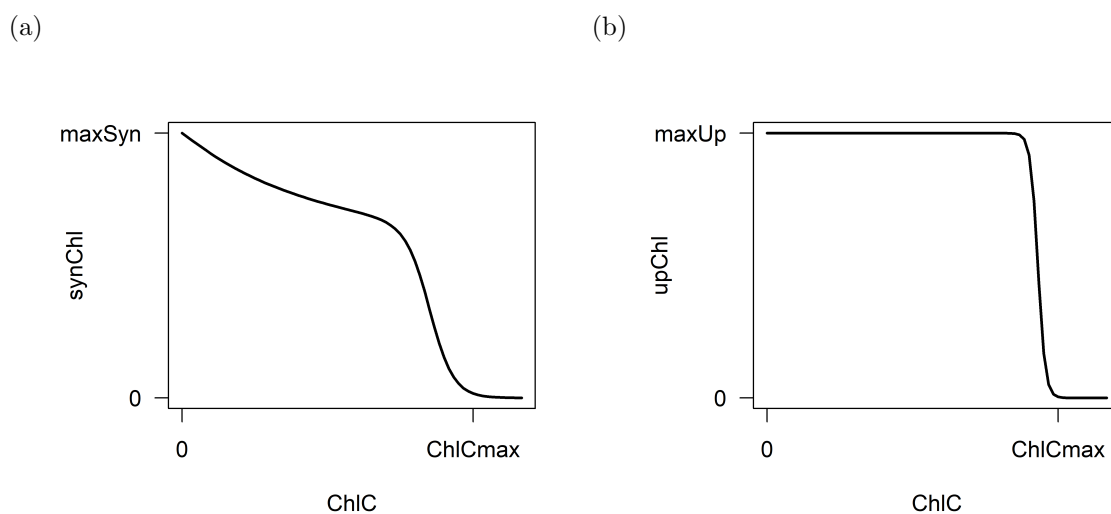 (a)
maxSyn
synChl
0
0
ChlCmax
ChlC
(b)
maxUp
upChl
0
0
ChlCmax
ChlC